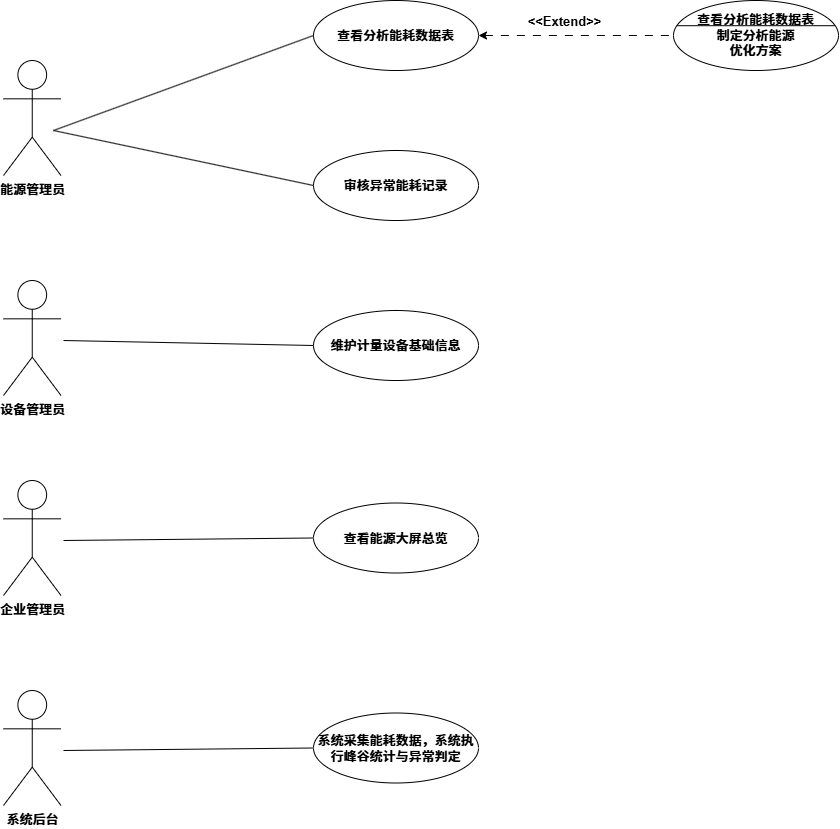 查看分析能耗数据表
<<Extend>>
查看分析能耗数据表
制定分析能源
优化方案
能源管理员
审核异常能耗记录
维护计量设备基础信息
设备管理员
查看能源大屏总览
企业管理员
系统采集能耗数据，系统执
行峰谷统计与异常判定
系统后台